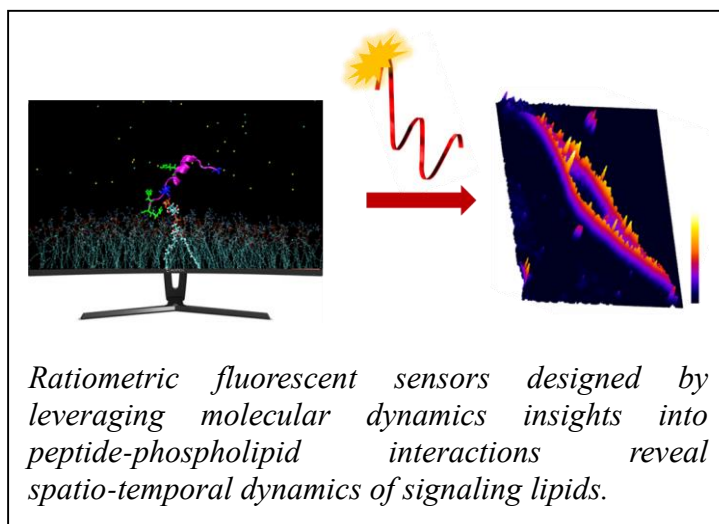 Ratiometric fluorescent sensors designed by
leveraging molecular dynamics insights into
peptide-phospholipid interactions reveal
spatio-temporal dynamics of signaling lipids.